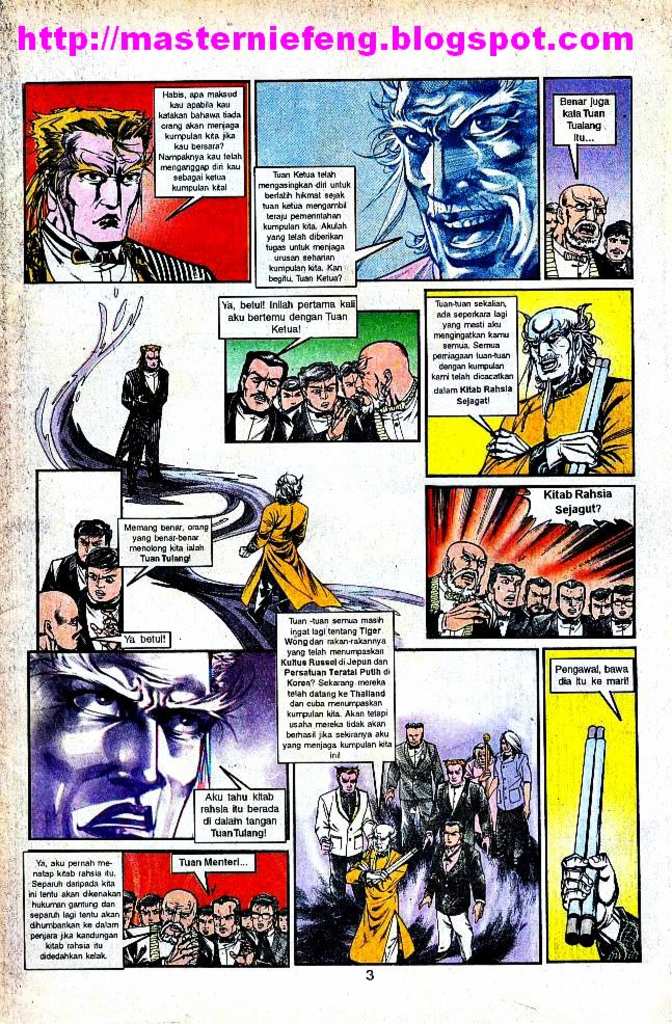 http://masterniefeng.blogspot.com
Habis, apa maksud
kau apabila kau
katakan bahawa tiada
orang akan menjaga
kumpulan kita jika
kau bersara?
Nampaknya kau telah
menganggap diri kau
sebagai ketua
kumpulan kita!
Tuan Ketua telah
mengasingkan diri untuk
berlatih hikmat sejak
tuan ketua mengambil
teraju pemerintahan
kumpulan kita. Akulah
yang telah diberikan
tugas untuk menjaga
urusan seharian
kumpulan kita. Kan
begitu, Tuan Ketua?
Benar juga
kata Tuan
Tualang
itu...
Ya, betul! Inilah pertama kali
aku bertemu dengan Tuan
Ketua!
Tuan-tuan sekalian,
ada seperkara lagi
yang mesti aku
mengingatkan kamu
semua. Semua
perniagaan tuan-tuan
dengan kumpulan
kami telah dicacatkan
dalam Kitab Rahsia
Sejagat!
Memang benar, orang
yang benar-benar
menolong kita ialah
Tuan Tulang!
Ya betul!
Kitab Rahsia
Sejagut?
Tuan -tuan semua masih
ingat lagi tentang Tiger
Wong dan rakan-rakannya
yang telah menumpaskan
Kultus Russel di Jepun dan
Persatuan Teratai Putih di
Korea? Sekarang mereka
telah datang ke Thailand
dan cuba menumpaskan
kumpulan kita. Akan tetapi
usaha mereka tidak akan
berhasil jika sekiranya aku
yang menjaga kumpulan kita
ini!
Pengawal, bawa
dia itu ke mari!
Aku tahu kitab
rahsia itu berada
di dalam tangan
TuanTulang!
Ya, aku pernah me-
natap kitab rahsia itu.
Separuh daripada kita
ini tentu akan dikenakan
hukuman gantung dan
separuh lagi tentu akan
dihumbankan ke dalam
penjara jika kandungan
kitab rahsia itu
didedahkan kelak.
Tuan Menteri...
3